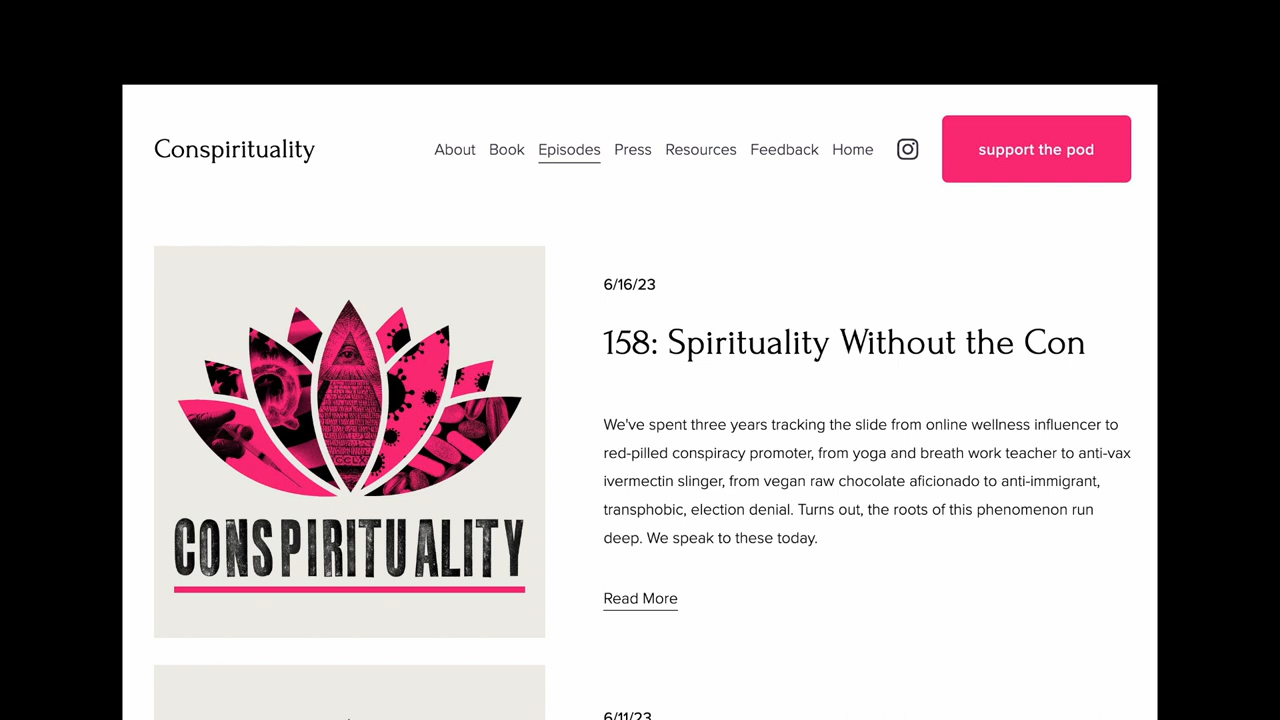 Conspirituality
About Book Episodes Press Resources Feedback Home
support the pod
CONSPIRITUALITY
6/16/23
158: Spirituality Without the Con
We've spent three years tracking the slide from online wellness influencer to
red-pilled conspiracy promoter, from yoga and breath work teacher to anti-vax
ivermectin slinger, from vegan raw chocolate aficionado to anti-immigrant,
transphobic, election denial. Turns out, the roots of this phenomenon run
deep. We speak to these today.
Read More
6/11/23